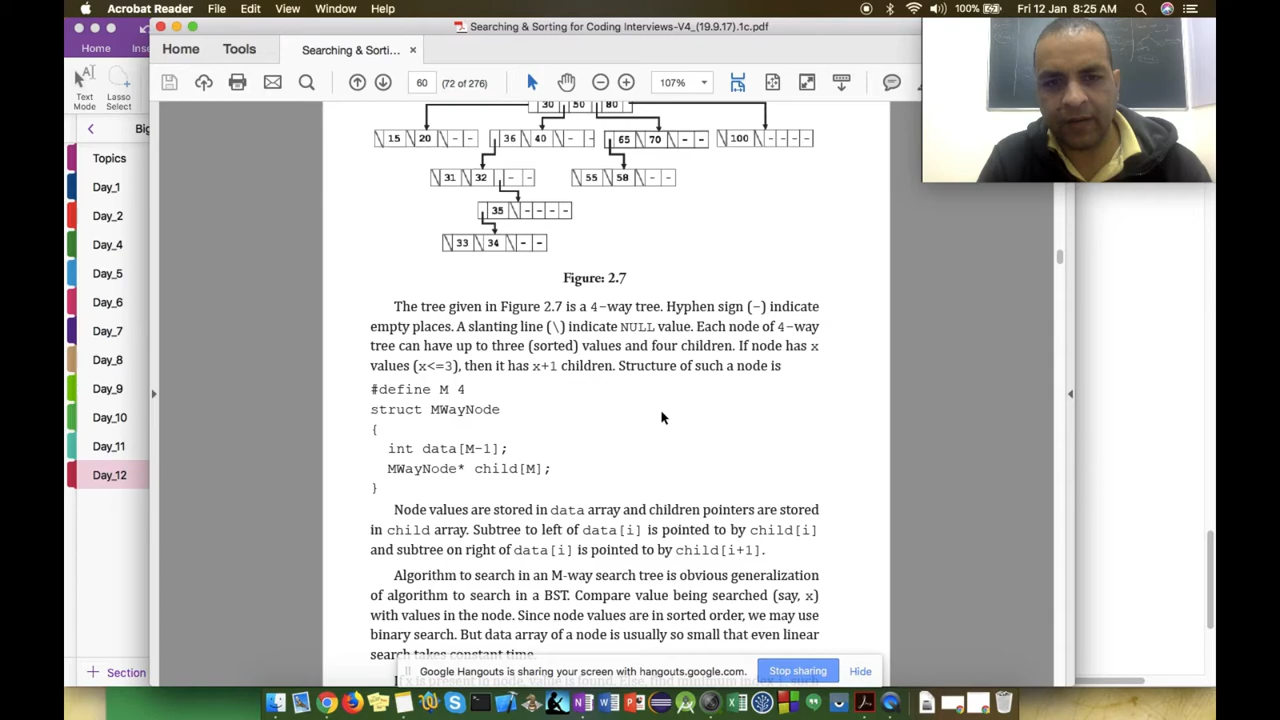 Acrobat Reader File Edit View Window Help 100% Fri 12 Jan 8:25 AM
Searching & Sorting for Coding Interviews-V4_(19.9.17).1c.pdf
Home Inse
Home Tools Searching & Sorti... ×
60 (72 of 276) 107%
Text Mode
Lasso Select
Big
Topics
Day_1
Day_2
Day_4
Day_5
Day_6
Day_7
Day_8
Day_9
Day_10
Day_11
Day_12
+ Section
30 50 80
\ 15 \ 20 \ - - 36 \ 40 \ - - 65 70 \ - - \ 100 \ - - - -
\ 31 \ 32 - - \ 55 \ 58 \ - -
35 \ - - - -
\ 33 \ 34 \ - -
Figure: 2.7
The tree given in Figure 2.7 is a 4-way tree. Hyphen sign (-) indicate
empty places. A slanting line (\) indicate NULL value. Each node of 4-way
tree can have up to three (sorted) values and four children. If node has x
values (x<=3), then it has x+1 children. Structure of such a node is
#define M 4
struct MWayNode
{
int data[M-1];
MWayNode* child[M];
}
Node values are stored in data array and children pointers are stored
in child array. Subtree to left of data[i] is pointed to by child[i]
and subtree on right of data[i] is pointed to by child[i+1].
Algorithm to search in an M-way search tree is obvious generalization
of algorithm to search in a BST. Compare value being searched (say, x)
with values in the node. Since node values are in sorted order, we may use
binary search. But data array of a node is usually so small that even linear
search takes constant time.
Google Hangouts is sharing your screen with hangouts.google.com. Stop sharing Hide